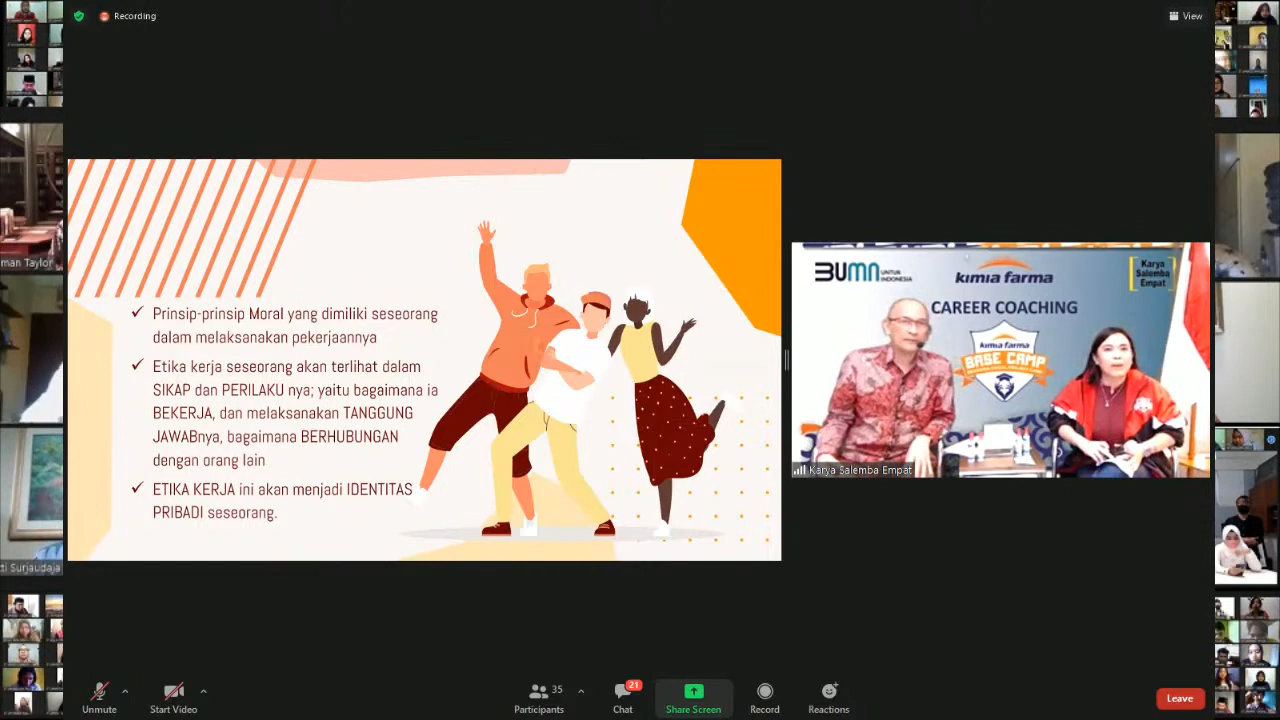 Recording
View
Prinsip-prinsip Moral yang dimiliki seseorang
dalam melaksanakan pekerjaannya
Etika kerja seseorang akan terlihat dalam
SIKAP dan PERILAKU nya; yaitu bagaimana ia
BEKERJA, dan melaksanakan TANGGUNG
JAWABnya, bagaimana BERHUBUNGAN
dengan orang lain
ETIKA KERJA ini akan menjadi IDENTITAS
PRIBADI seseorang.
BUMN UNTUK INDONESIA
kimia farma
Karya
Salemba
Empat
CAREER COACHING
kimia farma
BASE CAMP
Karya Salemba Empat
man Taylor
ti Surjaudaja
Unmute
Start Video
35
Participants
21
Chat
Share Screen
Record
Reactions
Leave